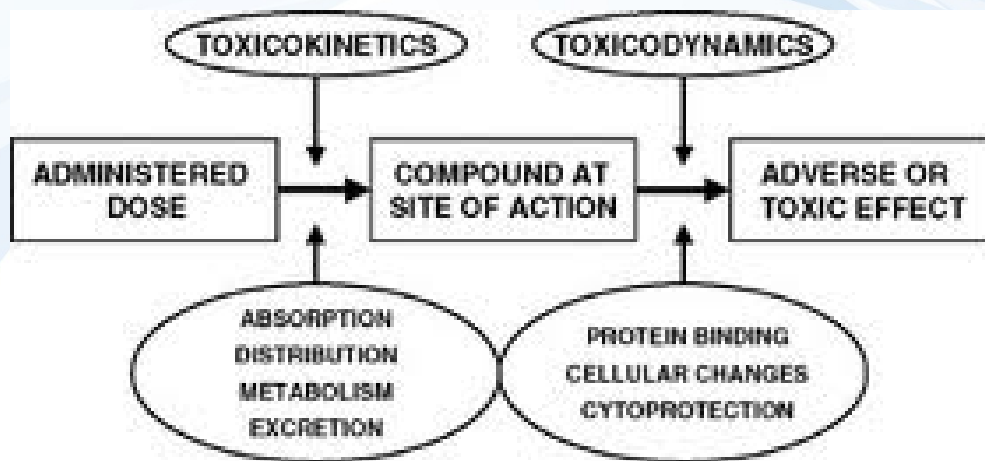 TOXICOKINETICS
TOXICODYNAMICS
ADMINISTERED
DOSE
COMPOUND AT
SITE OF ACTION
ADVERSE OR
TOXIC EFFECT
ABSORPTION
DISTRIBUTION
METABOLISM
EXCRETION
PROTEIN BINDING
CELLULAR CHANGES
CYTOPROTECTION